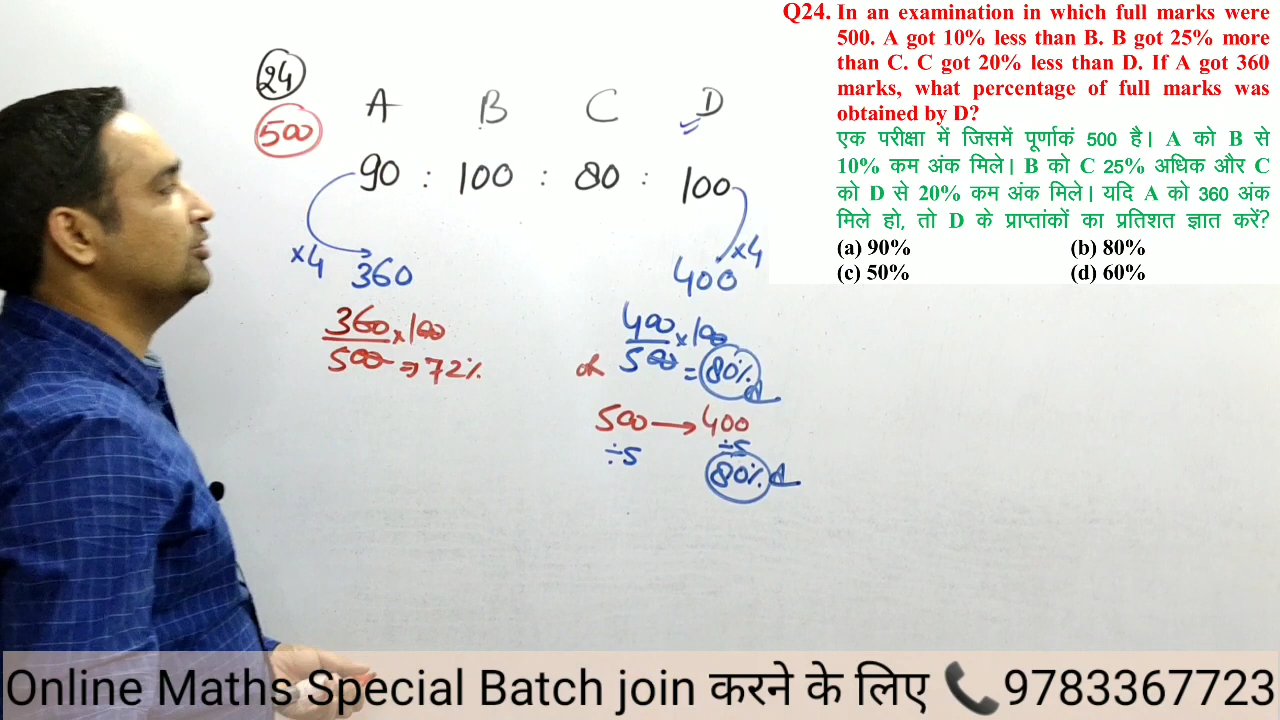 Q24. In an examination in which full marks were
500. A got 10% less than B. B got 25% more
than C. C got 20% less than D. If A got 360
marks, what percentage of full marks was
obtained by D?
एक परीक्षा में जिसमें पूर्णाकं 500 है। A को B से
10% कम अंक मिले। B को C 25% अधिक और C
को D से 20% कम अंक मिले। यदि A को 360 अंक
मिले हो, तो D के प्राप्तांकों का प्रतिशत ज्ञात करें?
(a) 90% (b) 80%
(c) 50% (d) 60%
24
500
A B C D
90 : 100 : 80 : 100
×4 360 400 ×4
360/500 ×100 ⇒ 72%
400/500 ×100 = 80%
500 → 400
÷5 ÷5
80%
Online Maths Special Batch join करने के लिए 📞9783367723